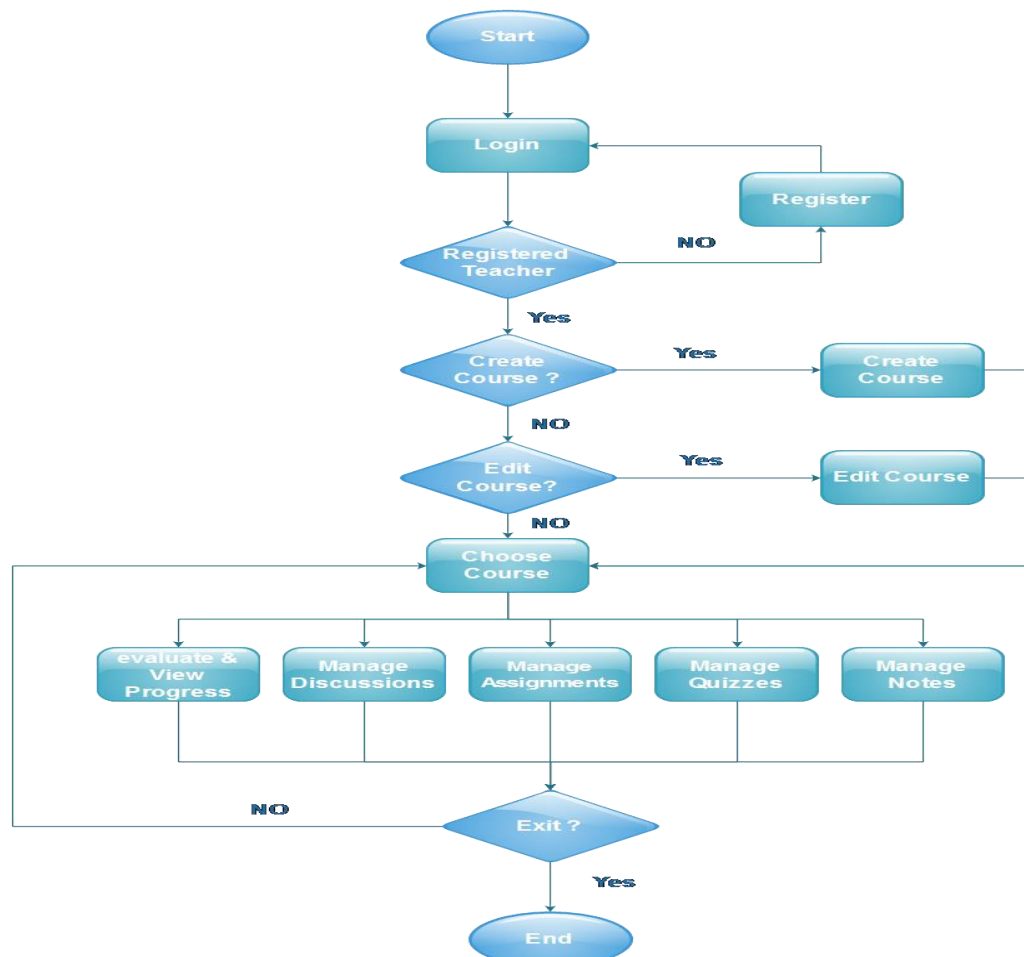 Start
Login
Register
NO
Registered
Teacher
Yes
Create
Course ?
Yes
Create
Course
NO
Edit
Course?
Yes
Edit Course
NO
Choose
Course
evaluate &
View
Progress
Manage
Discussions
Manage
Assignments
Manage
Quizzes
Manage
Notes
NO
Exit ?
Yes
End